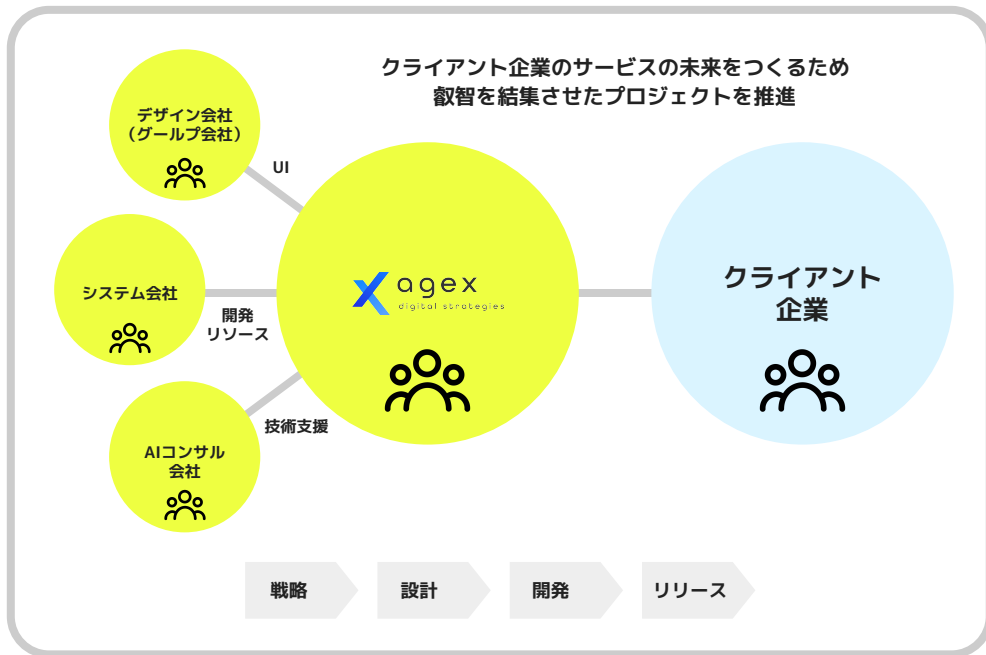 クライアント企業のサービスの未来をつくるため
叡智を結集させたプロジェクトを推進
デザイン会社
（グールプ会社）
UI
システム会社
開発
リソース
AIコンサル
会社
技術支援
agex
digital strategies
クライアント
企業
戦略
設計
開発
リリース